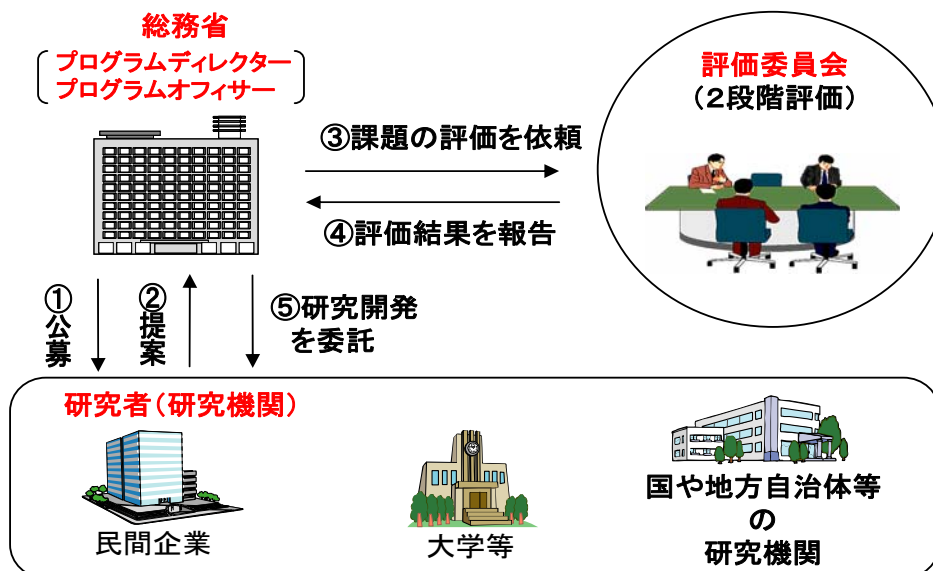 総務省
プログラムディレクター
プログラムオフィサー
評価委員会
(2段階評価)
③課題の評価を依頼
④評価結果を報告
①公募
②提案
⑤研究開発
を委託
研究者(研究機関)
民間企業
大学等
国や地方自治体等
の
研究機関